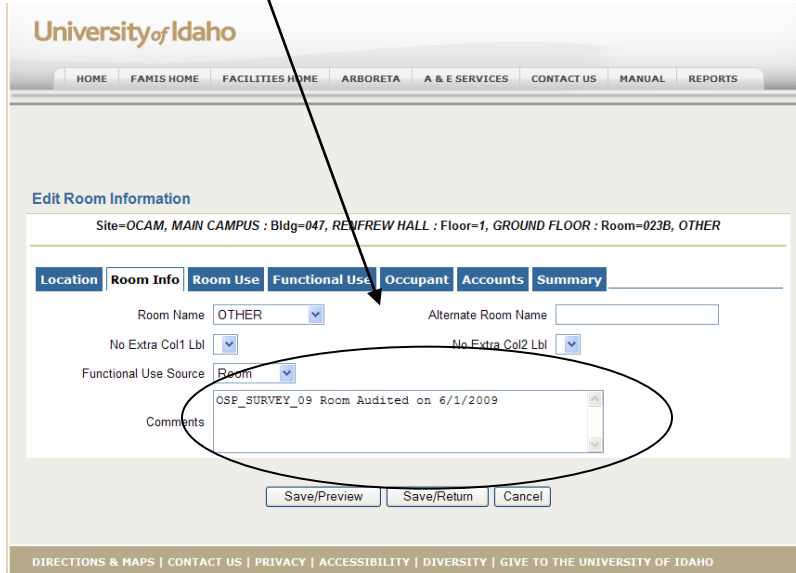 University of Idaho
HOME FAMIS HOME FACILITIES HOME ARBORETA A & E SERVICES CONTACT US MANUAL REPORTS
Edit Room Information
Site=OCAM, MAIN CAMPUS : Bldg=047, RENFREW HALL : Floor=1, GROUND FLOOR : Room=023B, OTHER
Location Room Info Room Use Functional Use Occupant Accounts Summary
Room Name OTHER Alternate Room Name
No Extra Col1 Lbl No Extra Col2 Lbl
Functional Use Source Room
Comments OSP_SURVEY_09 Room Audited on 6/1/2009
Save/Preview Save/Return Cancel
DIRECTIONS & MAPS | CONTACT US | PRIVACY | ACCESSIBILITY | DIVERSITY | GIVE TO THE UNIVERSITY OF IDAHO